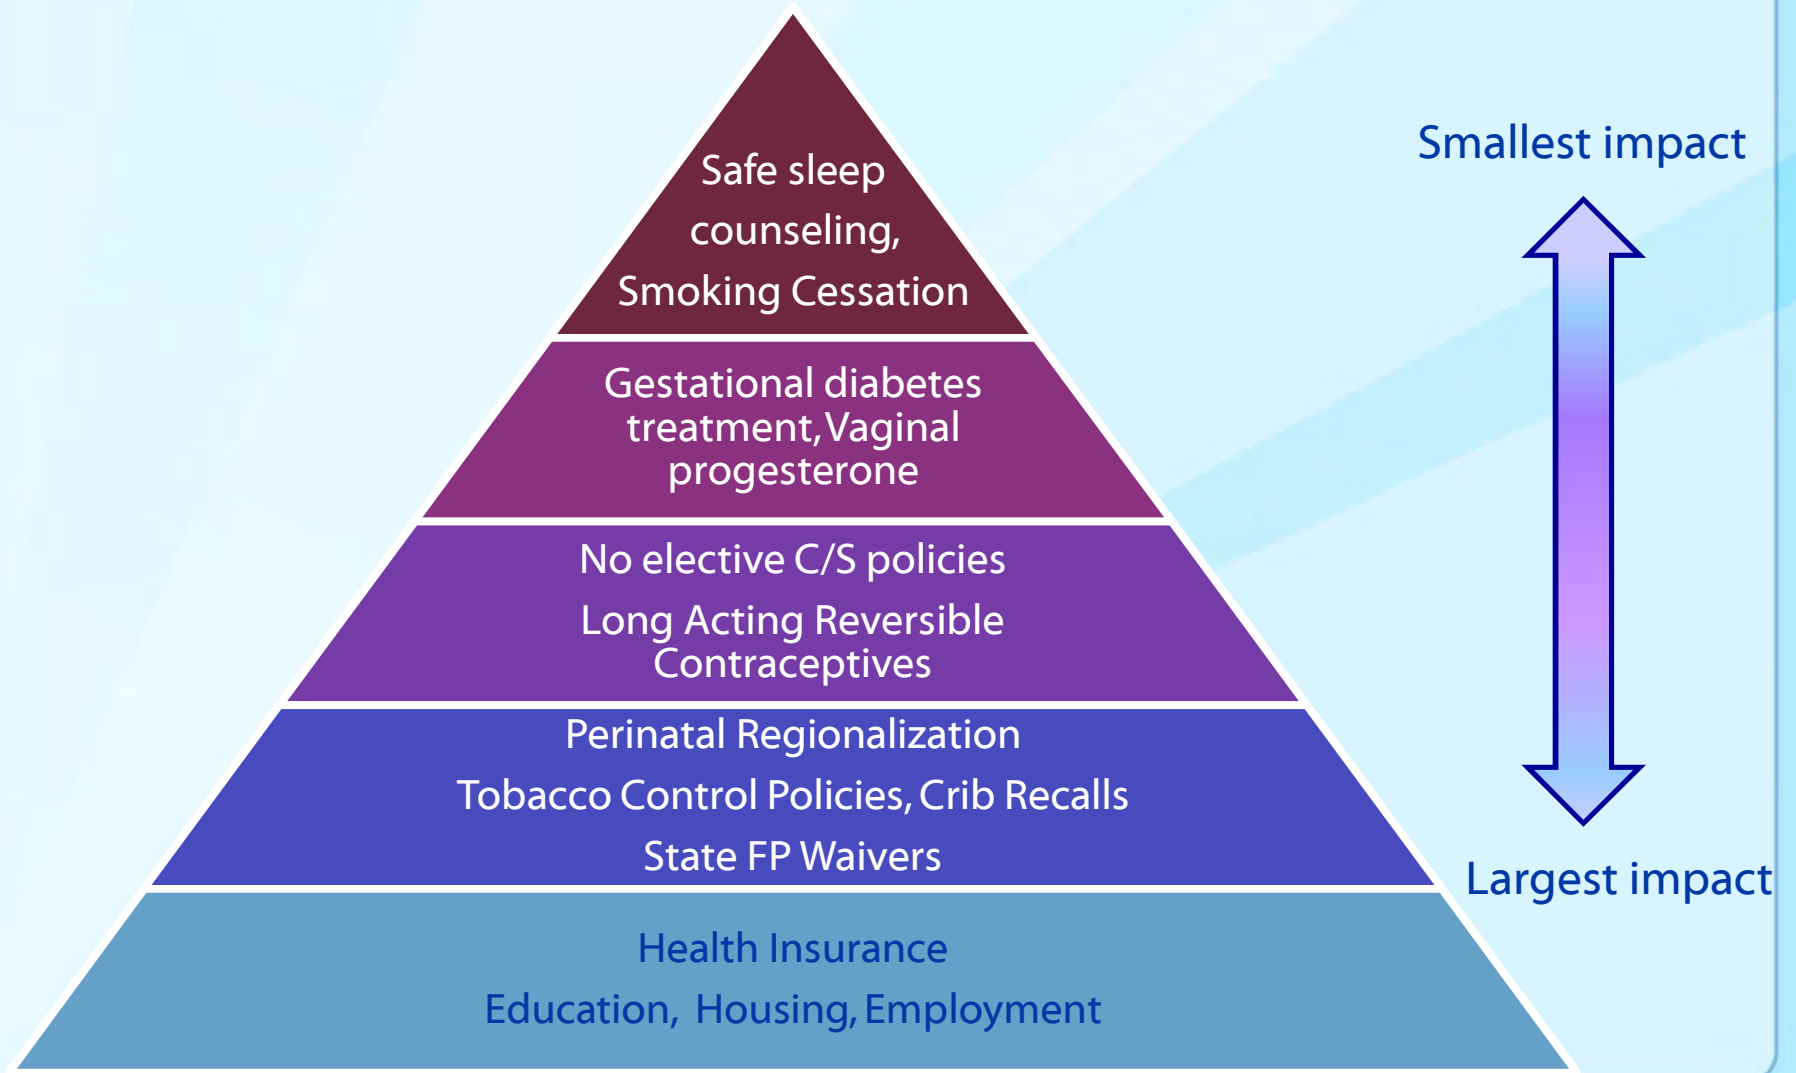 Smallest impact
Safe sleep
counseling,
Smoking Cessation
Gestational diabetes
treatment, Vaginal
progesterone
No elective C/S policies
Long Acting Reversible
Contraceptives
Perinatal Regionalization
Tobacco Control Policies, Crib Recalls
State FP Waivers
Largest impact
Health Insurance
Education, Housing, Employment